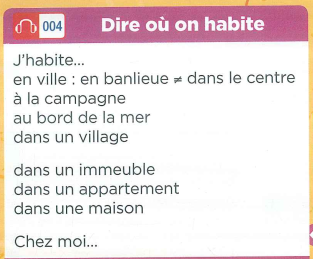 004 Dire où on habite
J'habite...
en ville : en banlieue ≠ dans le centre
à la campagne
au bord de la mer
dans un village
dans un immeuble
dans un appartement
dans une maison
Chez moi...